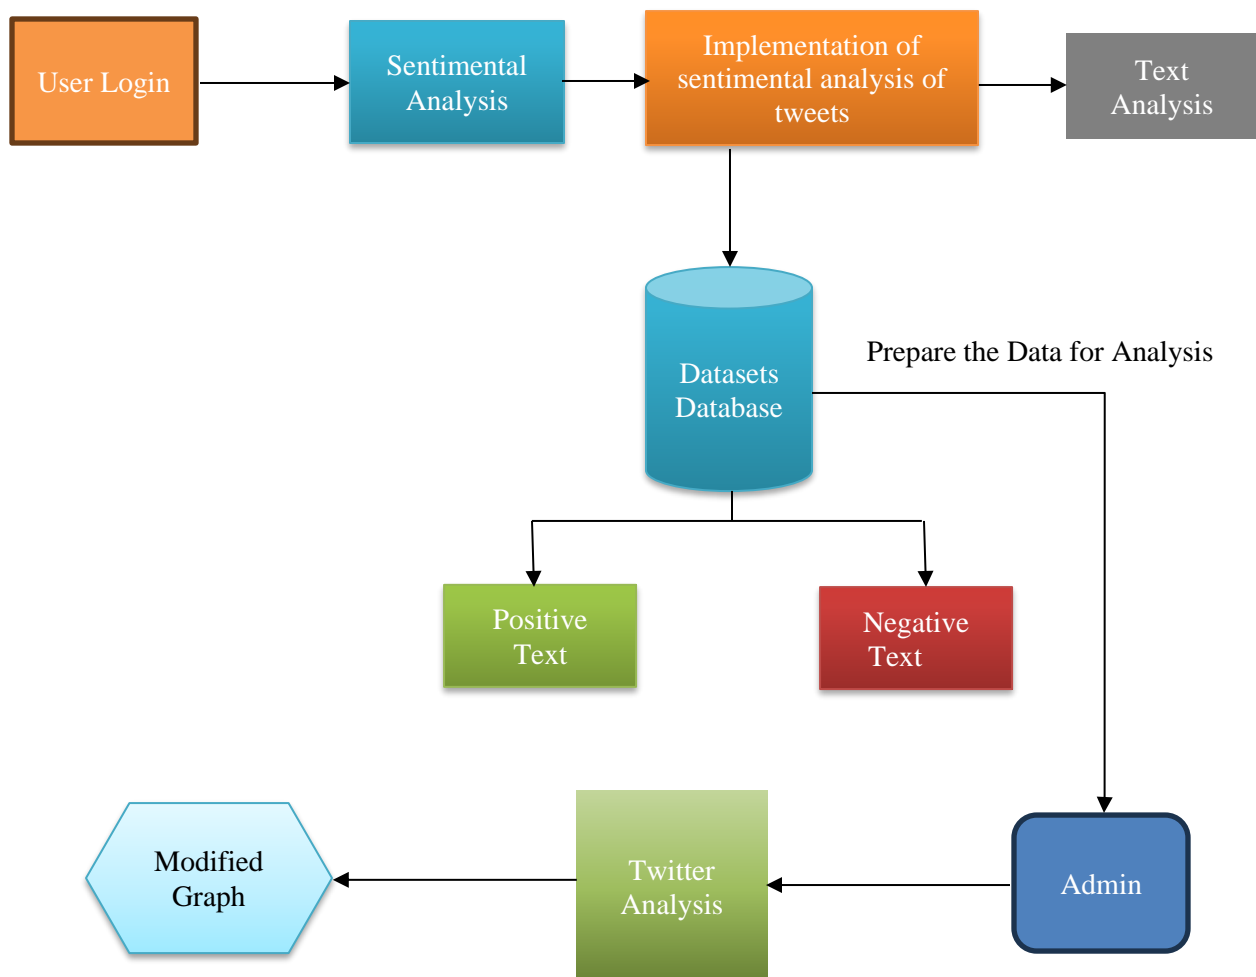 User Login
Sentimental
Analysis
Implementation of
sentimental analysis of
tweets
Text
Analysis
Datasets
Database
Prepare the Data for Analysis
Positive
Text
Negative
Text
Modified
Graph
Twitter
Analysis
Admin